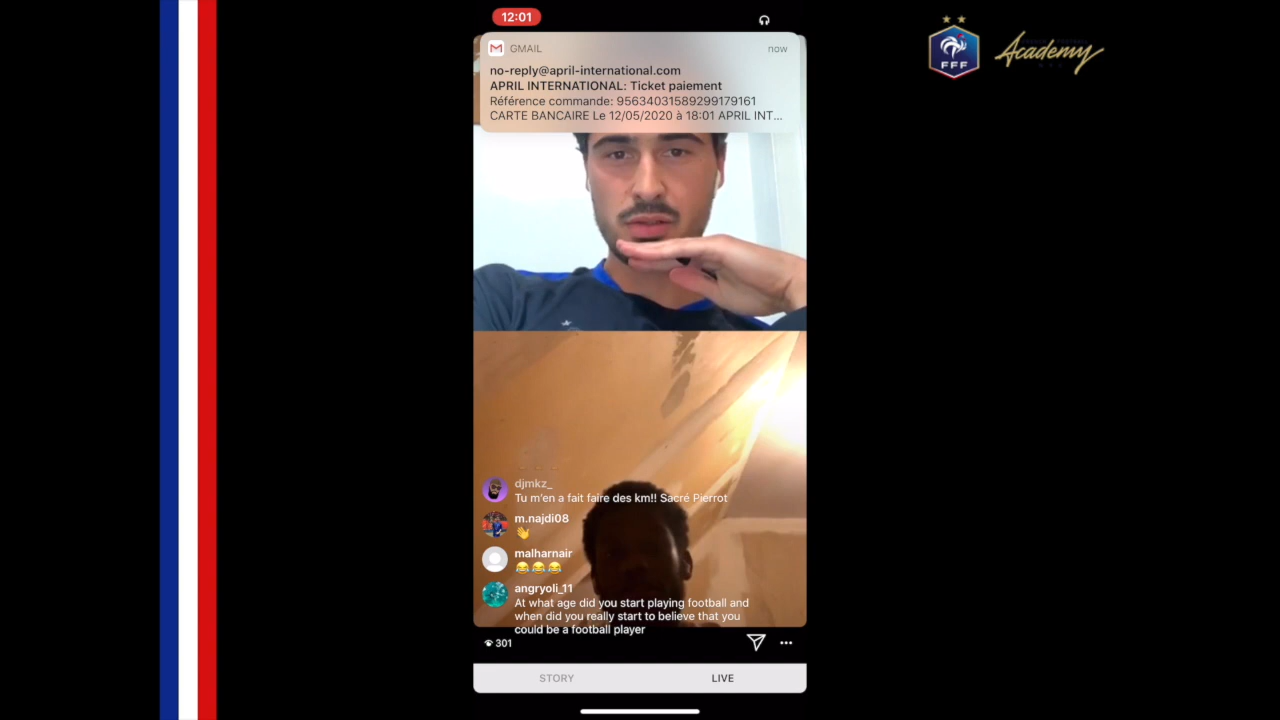 12:01
GMAIL
now
no-reply@april-international.com
APRIL INTERNATIONAL: Ticket paiement
Référence commande: 95634031589299179161
CARTE BANCAIRE Le 12/05/2020 à 18:01 APRIL INT...
FFF
Academy
djmkz_
Tu m'en a fait faire des km!! Sacré Pierrot
m.najdi08
👋
malharnair
😂😂😂
angryoli_11
At what age did you start playing football and
when did you really start to believe that you
could be a football player
301
STORY
LIVE